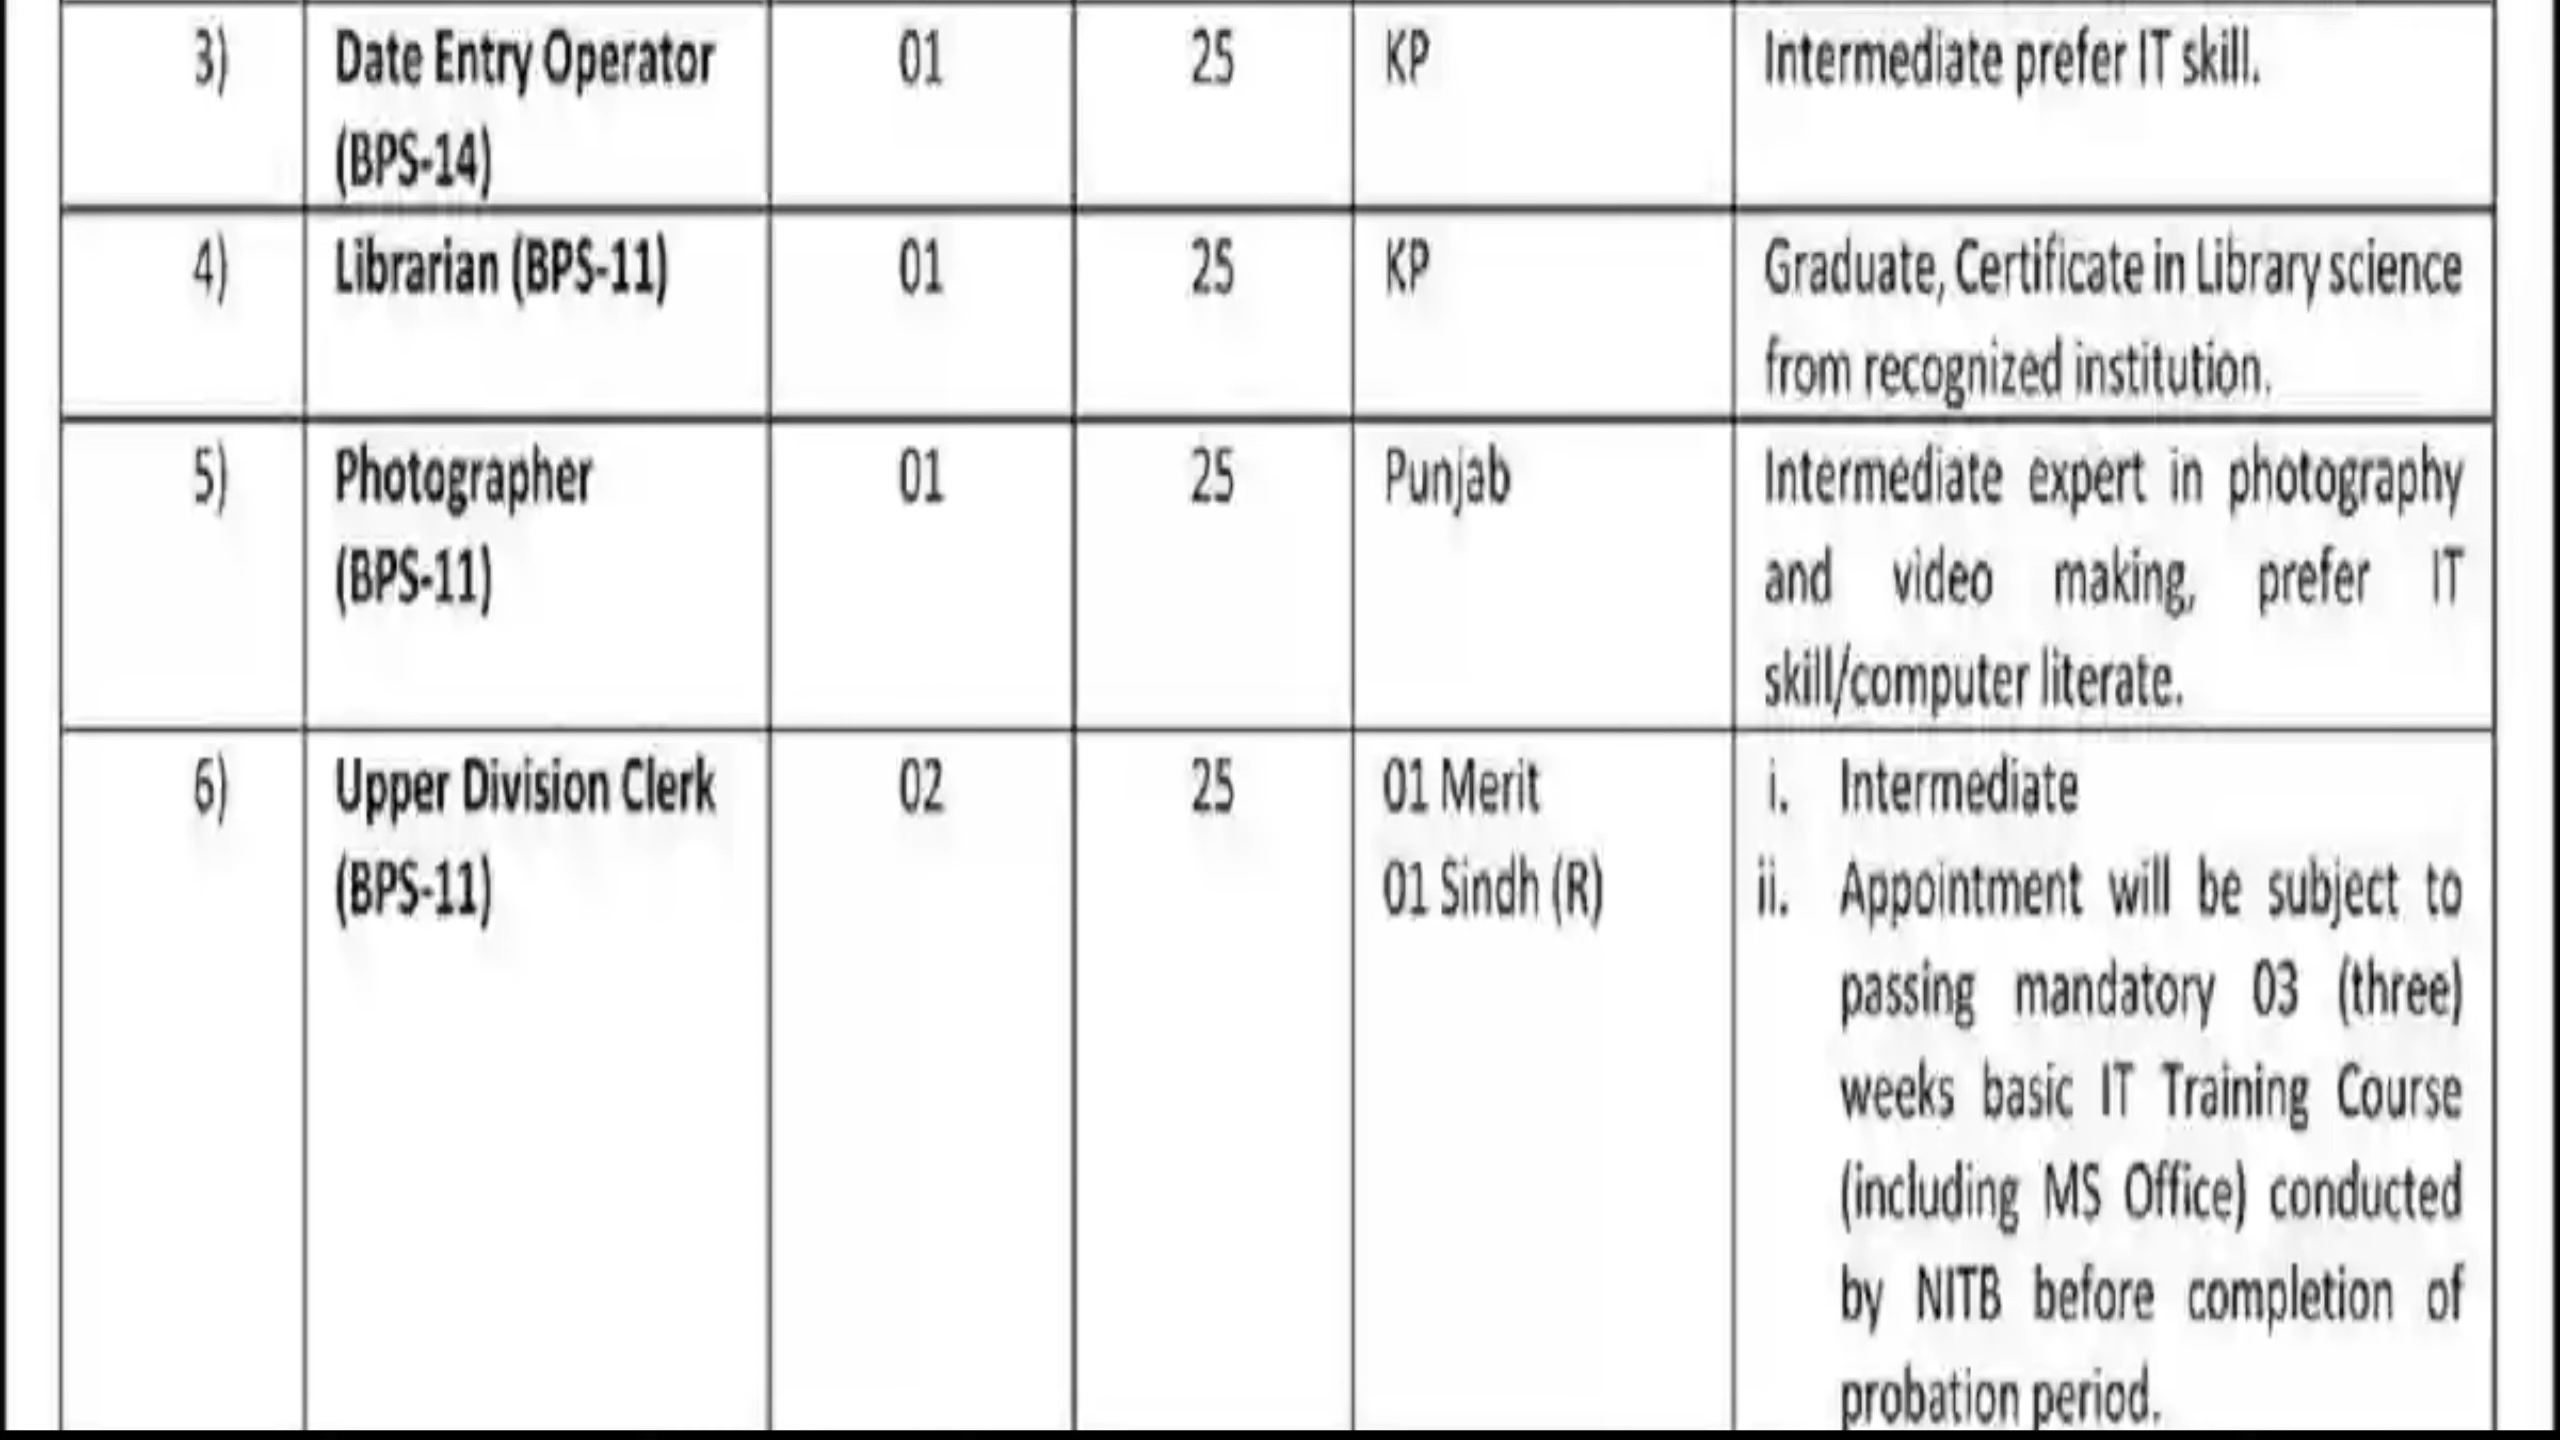 3) Date Entry Operator 01 25 KP Intermediate prefer IT skill.
(BPS-14)
4) Librarian (BPS-11) 01 25 KP Graduate, Certificate in Library science
from recognized institution.
5) Photographer 01 25 Punjab Intermediate expert in photography
(BPS-11) and video making, prefer IT
skill/computer literate.
6) Upper Division Clerk 02 25 01 Merit i. Intermediate
(BPS-11) 01 Sindh (R) ii. Appointment will be subject to
passing mandatory 03 (three)
weeks basic IT Training Course
(including MS Office) conducted
by NITB before completion of
probation period.